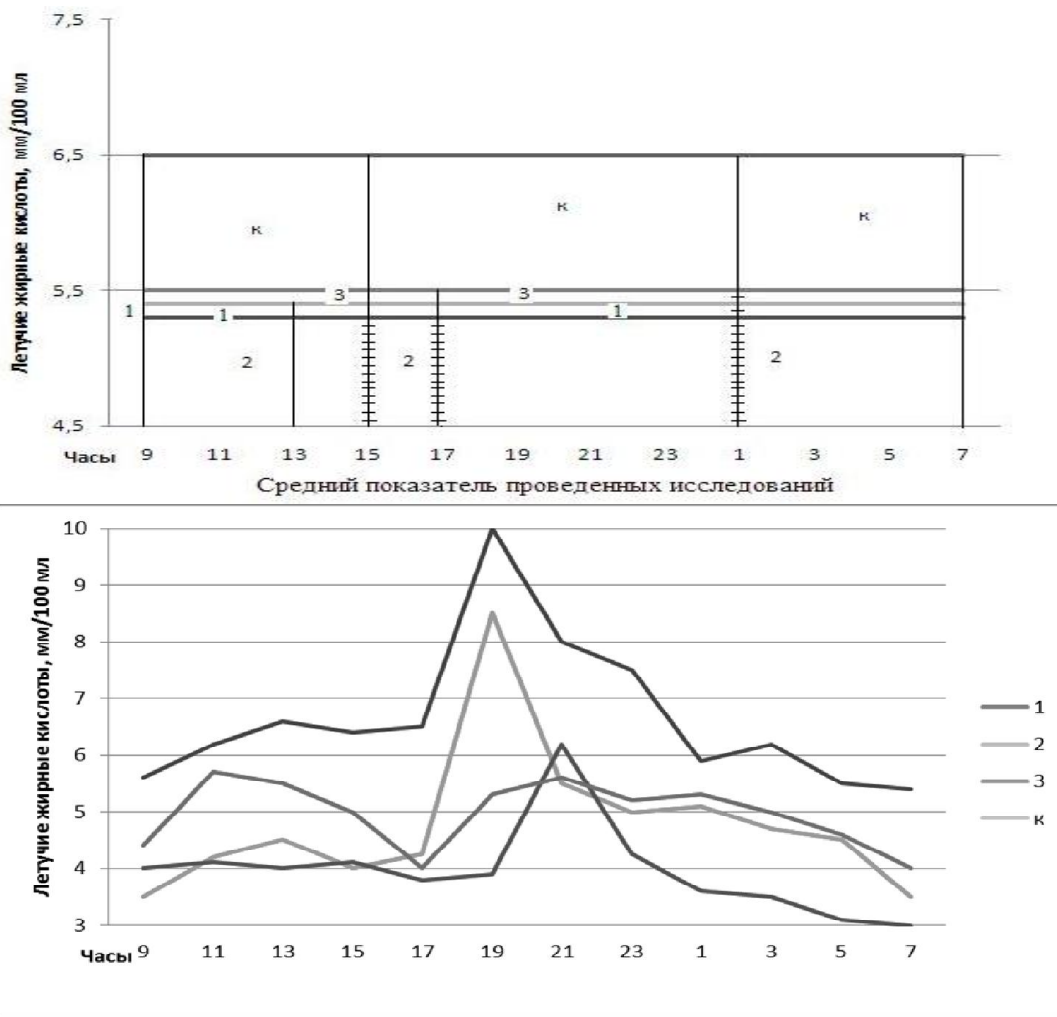 Летучие жирные кислоты, мм/100 мл
7,5
6,5
к к к
5,5
3 3
1 1 1
2 2 2
4,5
Часы 9 11 13 15 17 19 21 23 1 3 5 7
Средний показатель проведенных исследований
Летучие жирные кислоты, мм/100 мл
10
9
8
7
6
5
4
3
1
2
3
к
Часы 9 11 13 15 17 19 21 23 1 3 5 7